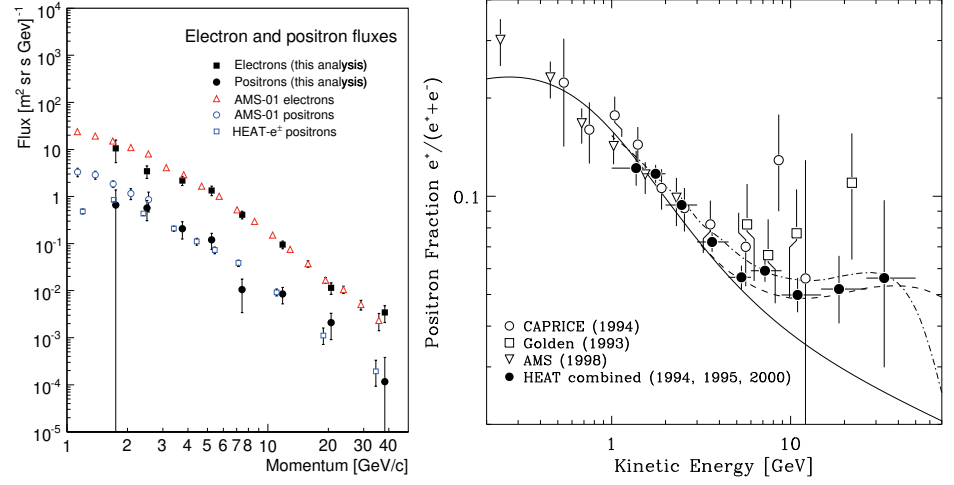 Electron and positron fluxes
Electrons (this analysis)
Positrons (this analysis)
AMS-01 electrons
AMS-01 positrons
HEAT-e± positrons
Flux [m² sr s GeV]⁻¹
10⁴
10³
10²
10
1
10⁻¹
10⁻²
10⁻³
10⁻⁴
10⁻⁵
1 2 3 4 5 6 7 8 10 20 30 40
Momentum [GeV/c]
Positron Fraction e⁺/(e⁺+e⁻)
0.1
CAPRICE (1994)
Golden (1993)
AMS (1998)
HEAT combined (1994, 1995, 2000)
1 10
Kinetic Energy [GeV]